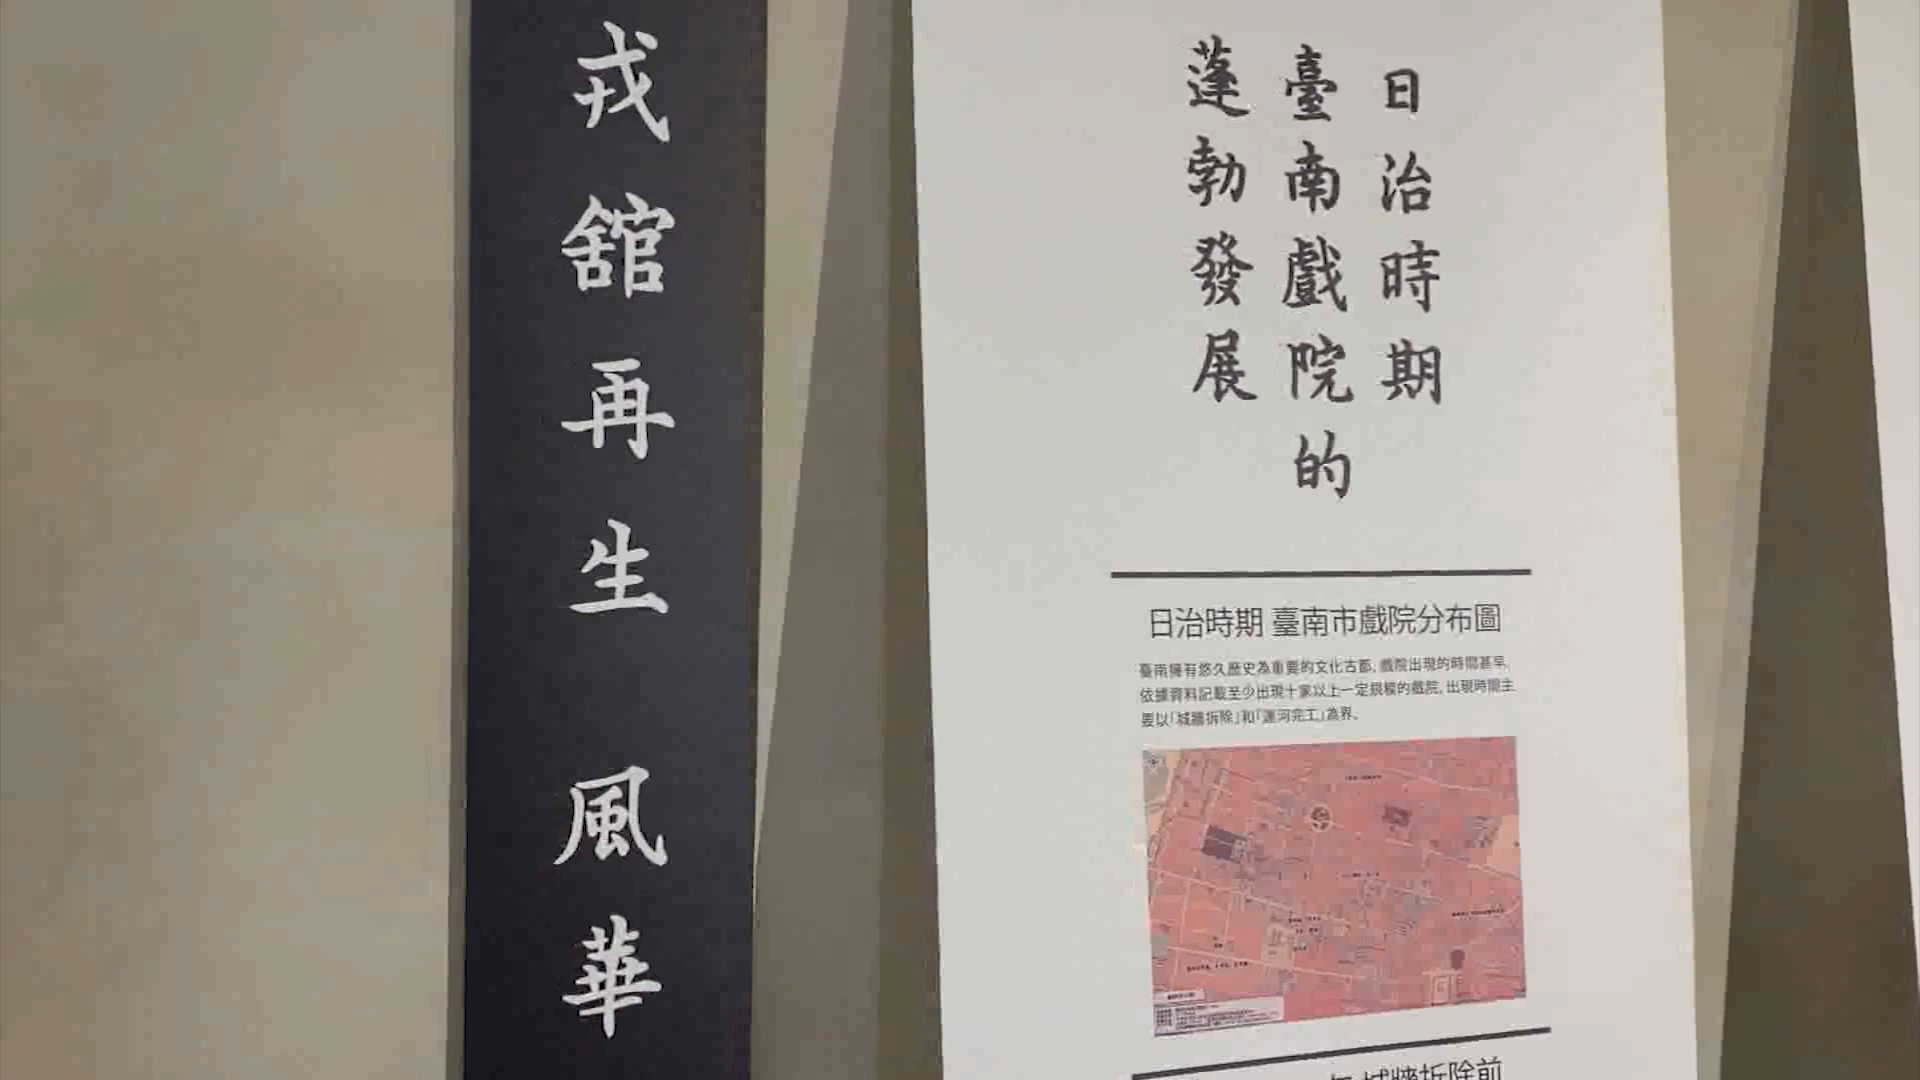 戎舘再生 風華
日治時期
臺南戲院的
蓬勃發展
日治時期 臺南市戲院分布圖
臺南擁有悠久歷史為重要的文化古都，戲院出現的時間甚早，
依據資料記載至少出現十家以上一定規模的戲院，出現時間主
要以「城牆拆除」和「運河完工」為界。
城牆拆除前